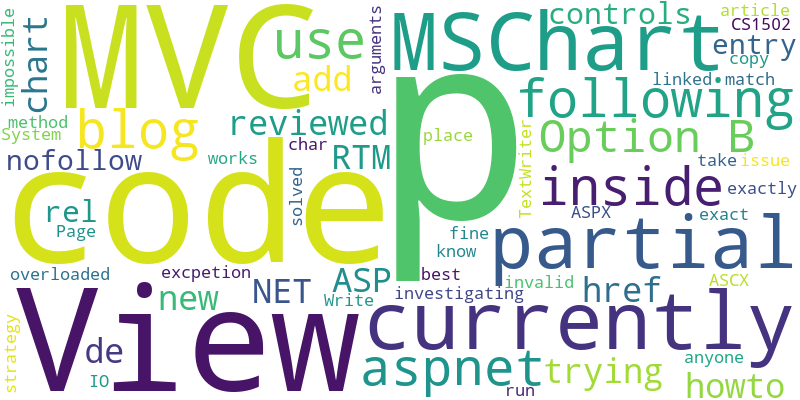 impossible
chart
MVC
use
add
arguments
MSChart
controls
article
CS1502
entry
copy
linked match
following
method
System
blog
reviewed
char
place
TextWriter
Option B
nofollow
works
RTM
solved
inside
take issue
exactly
code
p
rel
Page
fine
know
ASPX
exact
partial
overloaded
excpetion
best
investigating
invalid
ASCX
href
new
NET
ASP
Write
View
currently
strategy
de
IO
aspnet
trying
run
anyone
howto